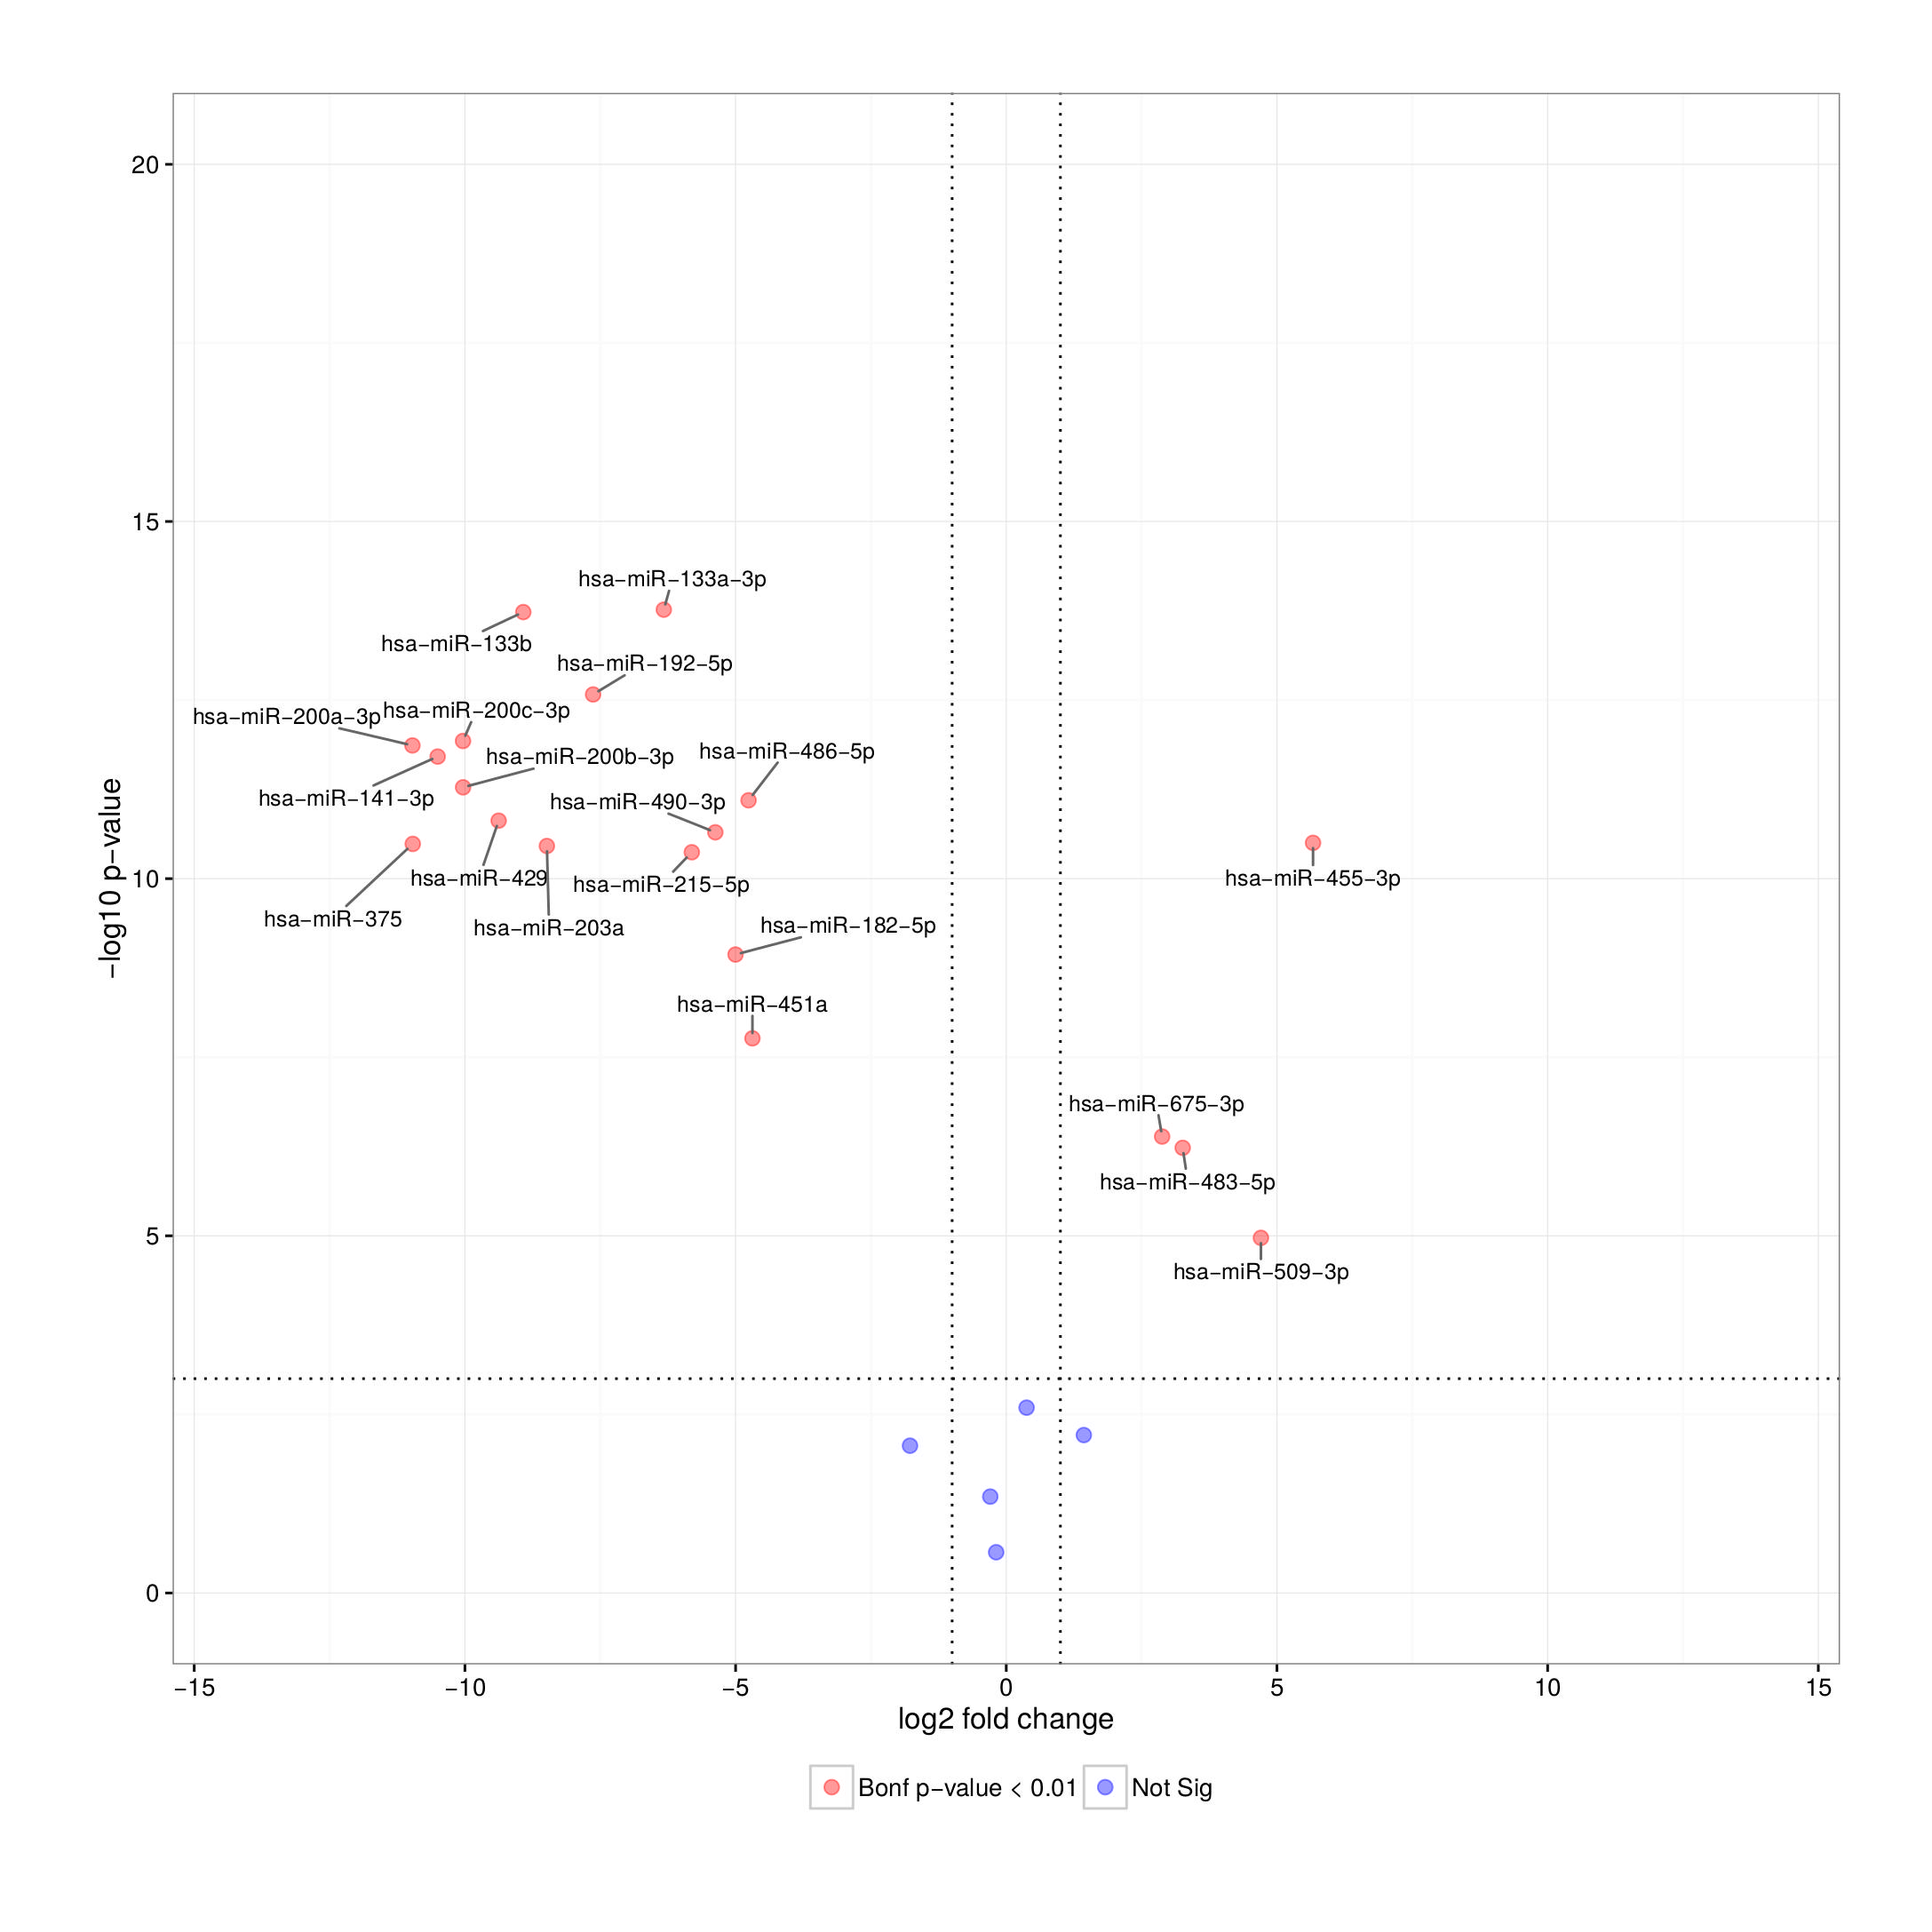 20
15
10
5
0
−log10 p−value
hsa−miR−133a−3p
hsa−miR−133b
hsa−miR−192−5p
hsa−miR−200a−3p
hsa−miR−200c−3p
hsa−miR−200b−3p
hsa−miR−486−5p
hsa−miR−141−3p
hsa−miR−490−3p
hsa−miR−429
hsa−miR−215−5p
hsa−miR−455−3p
hsa−miR−375
hsa−miR−203a
hsa−miR−182−5p
hsa−miR−451a
hsa−miR−675−3p
hsa−miR−483−5p
hsa−miR−509−3p
−15 −10 −5 0 5 10 15
log2 fold change
Bonf p−value < 0.01 Not Sig